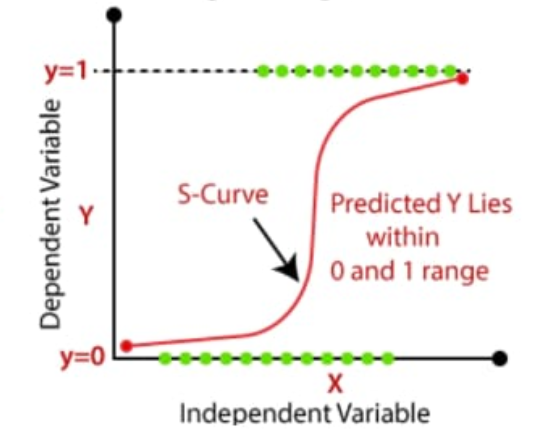 y=1
Dependent Variable
Y
S-Curve
Predicted Y Lies
within
0 and 1 range
y=0
X
Independent Variable